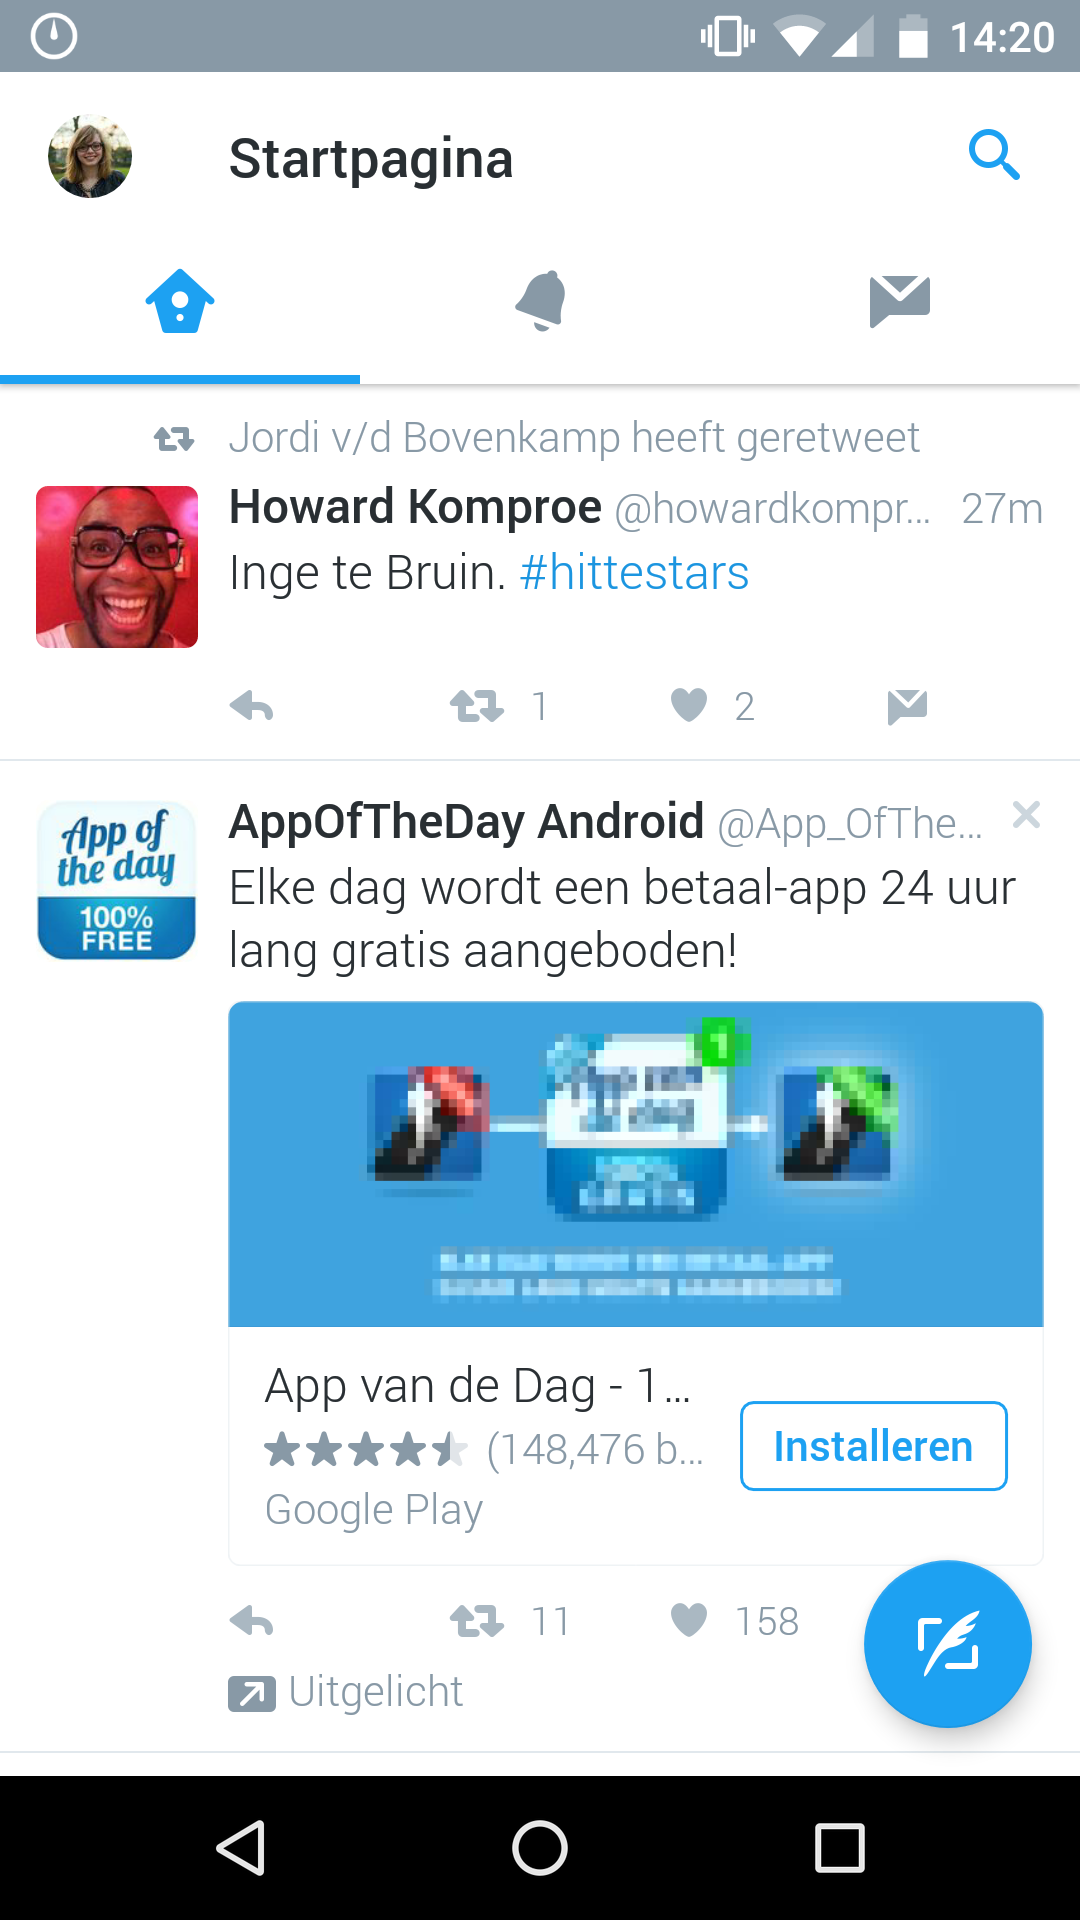 14:20
Startpagina
Jordi v/d Bovenkamp heeft geretweet
Howard Komproe @howardkompr... 27m
Inge te Bruin. #hittestars
1 2
App of
the day
100%
FREE
AppOfTheDay Android @App_OfThe...
Elke dag wordt een betaal-app 24 uur
lang gratis aangeboden!
1
App van de Dag - 1...
(148,476 b...
Installeren
Google Play
11 158
Uitgelicht